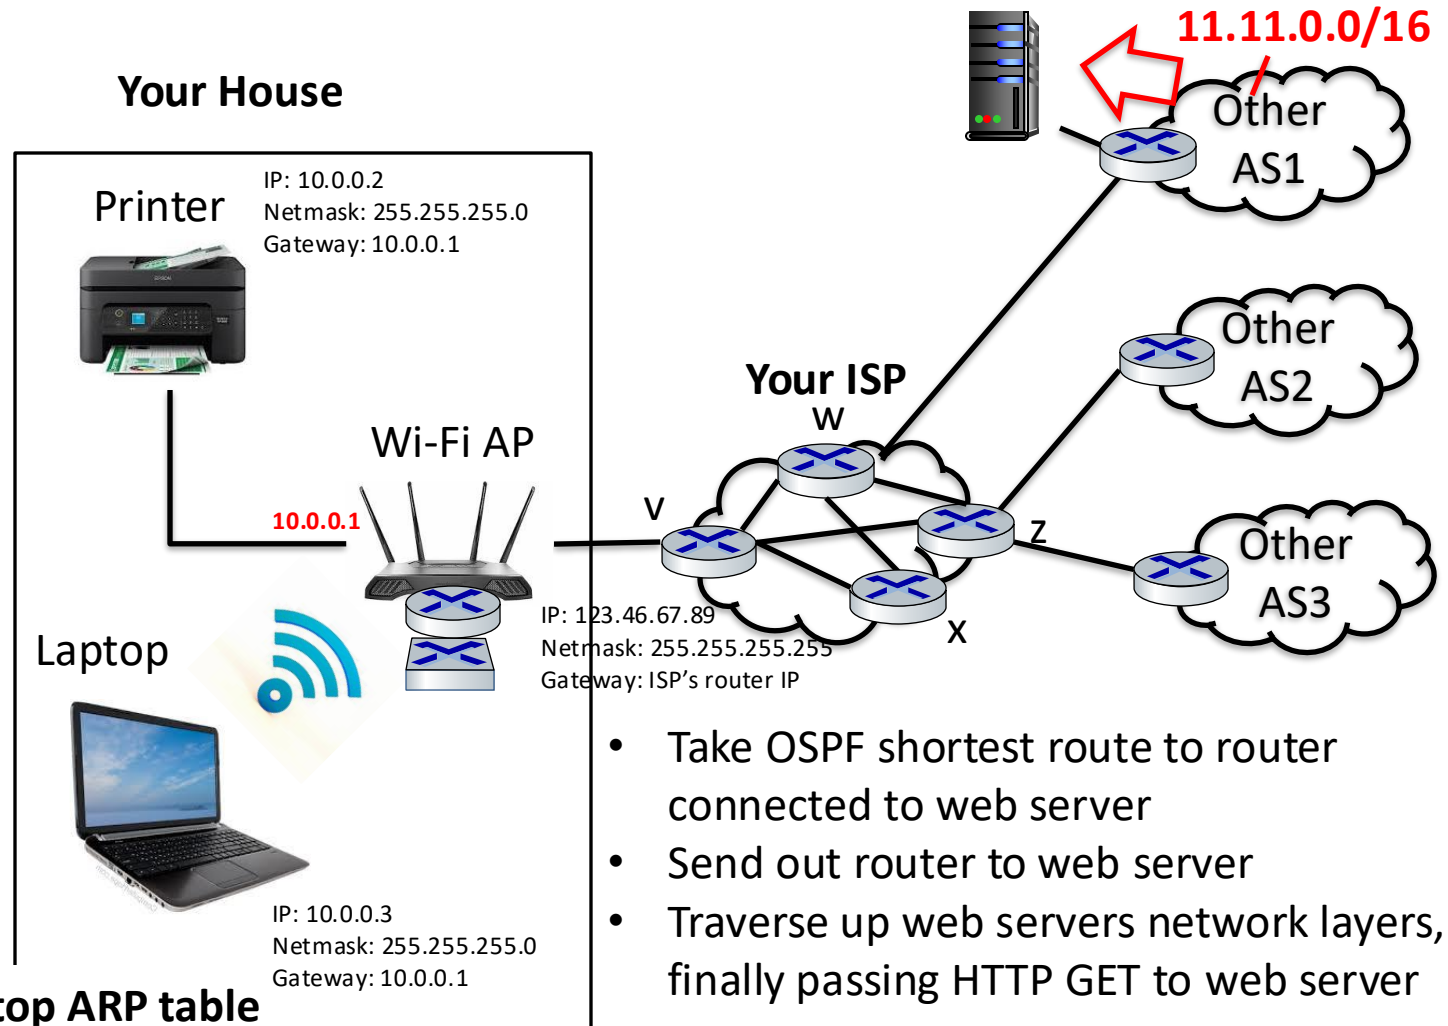 11.11.0.0/16
Your House
Other
AS1
IP: 10.0.0.2
Netmask: 255.255.255.0
Gateway: 10.0.0.1
Printer
Other
AS2
Your ISP
W
Wi-Fi AP
V
10.0.0.1
Z
Other
AS3
IP: 123.46.67.89
Netmask: 255.255.255.255
Gateway: ISP's router IP
X
Laptop
• Take OSPF shortest route to router
connected to web server
• Send out router to web server
• Traverse up web servers network layers,
finally passing HTTP GET to web server
IP: 10.0.0.3
Netmask: 255.255.255.0
Gateway: 10.0.0.1
top ARP table